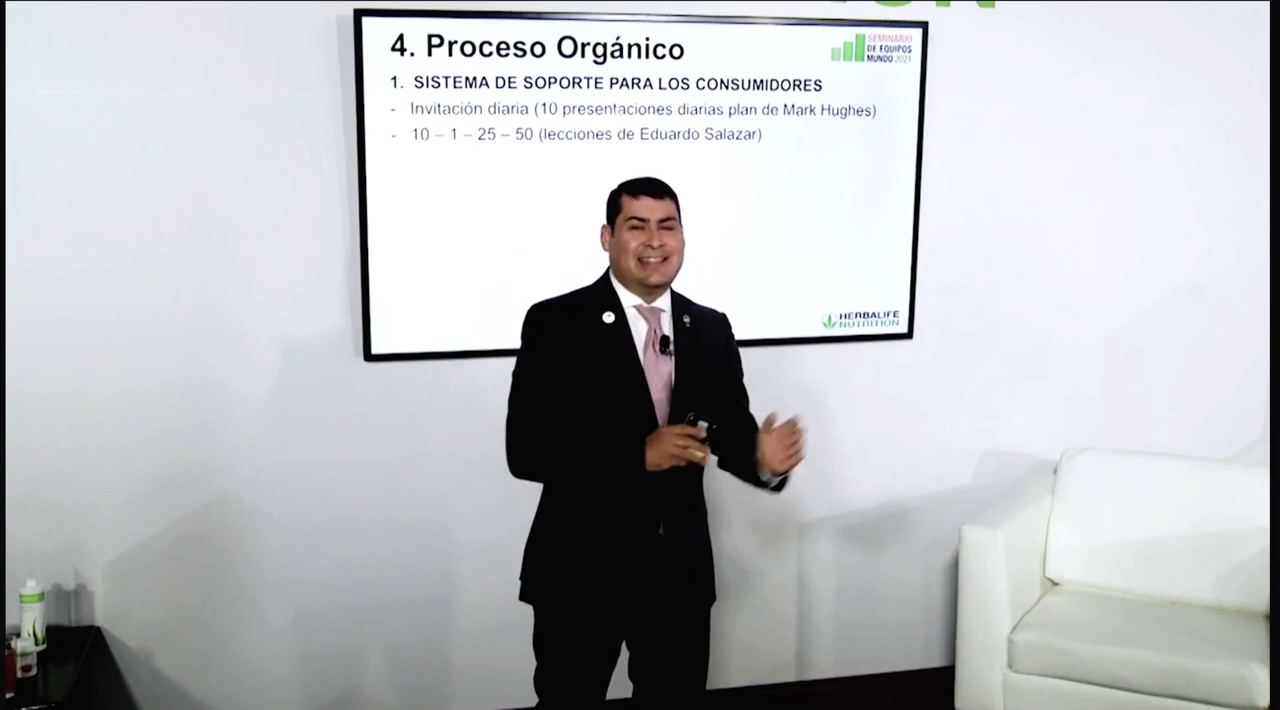 4. Proceso Orgánico
SEMINARIO
DE EQUIPOS
MUNDO 2021
1. SISTEMA DE SOPORTE PARA LOS CONSUMIDORES
- Invitación diaria (10 presentaciones diarias plan de Mark Hughes)
- 10 – 1 – 25 – 50 (lecciones de Eduardo Salazar)
HERBALIFE
NUTRITION